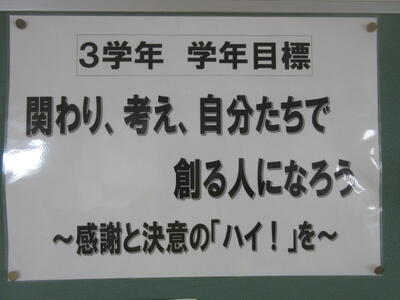 ３学年　学年目標
関わり、考え、自分たちで
創る人になろう
～感謝と決意の「ハイ！」を～